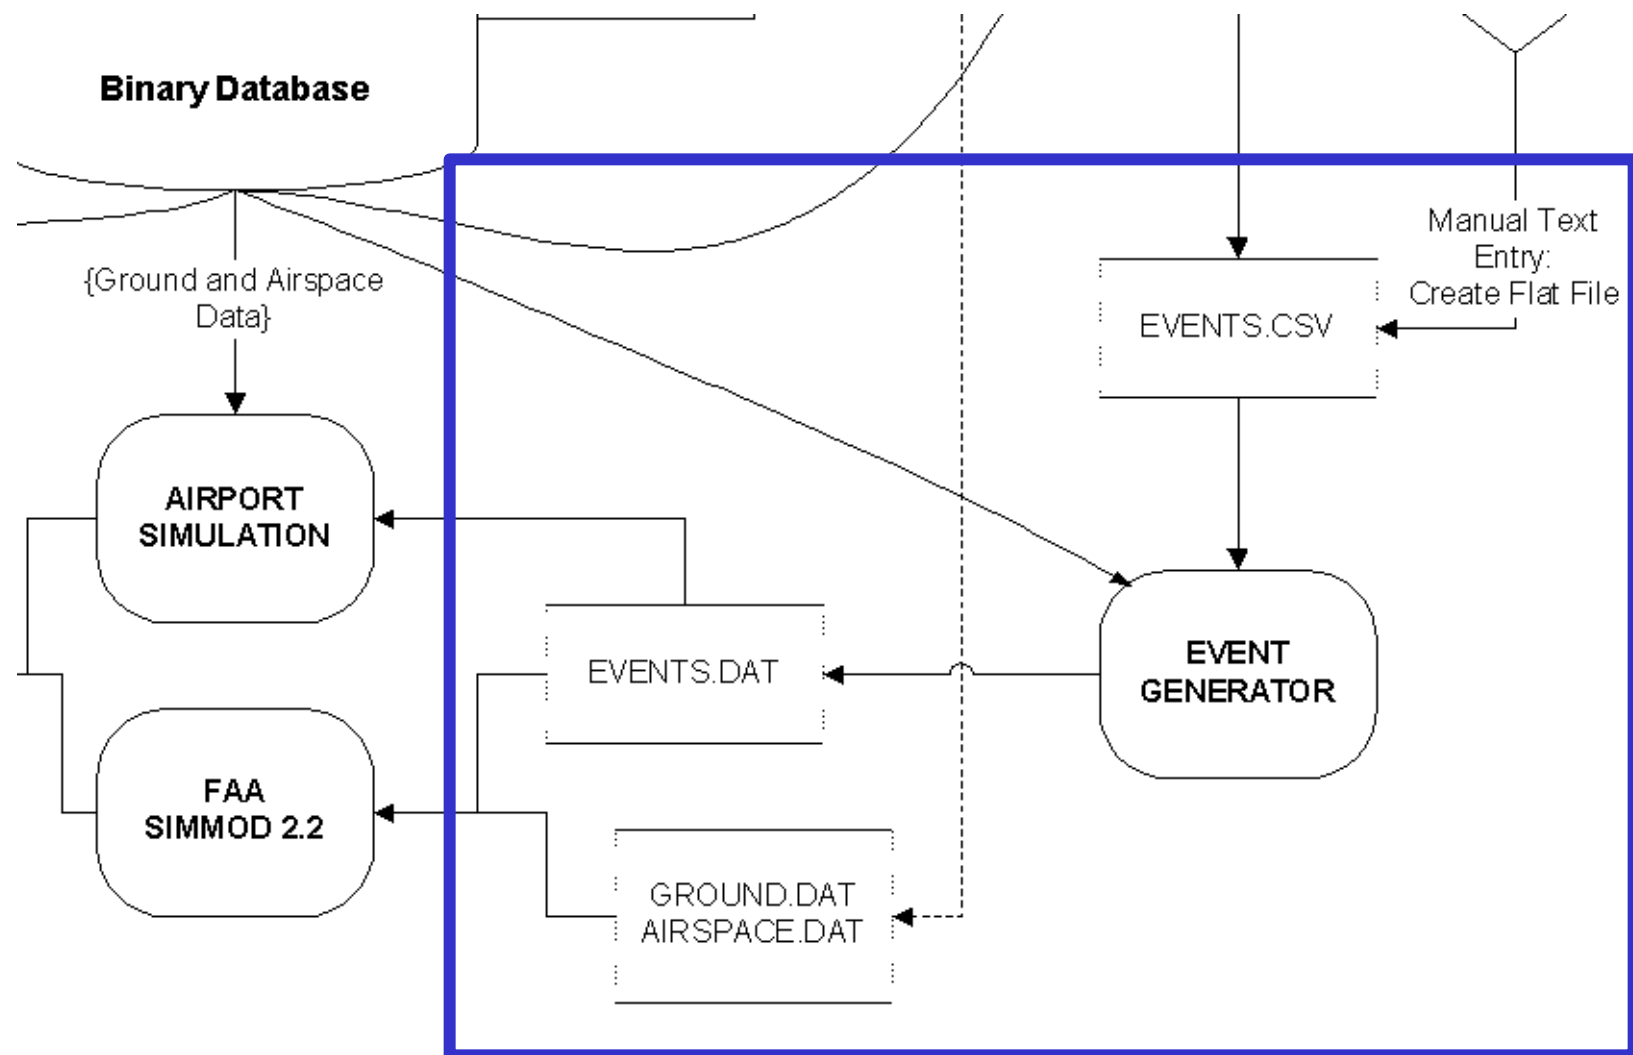 Binary Database
Manual Text
Entry:
Create Flat File
{Ground and Airspace
Data}
EVENTS.CSV
AIRPORT
SIMULATION
EVENTS.DAT
EVENT
GENERATOR
FAA
SIMMOD 2.2
GROUND.DAT
AIRSPACE.DAT